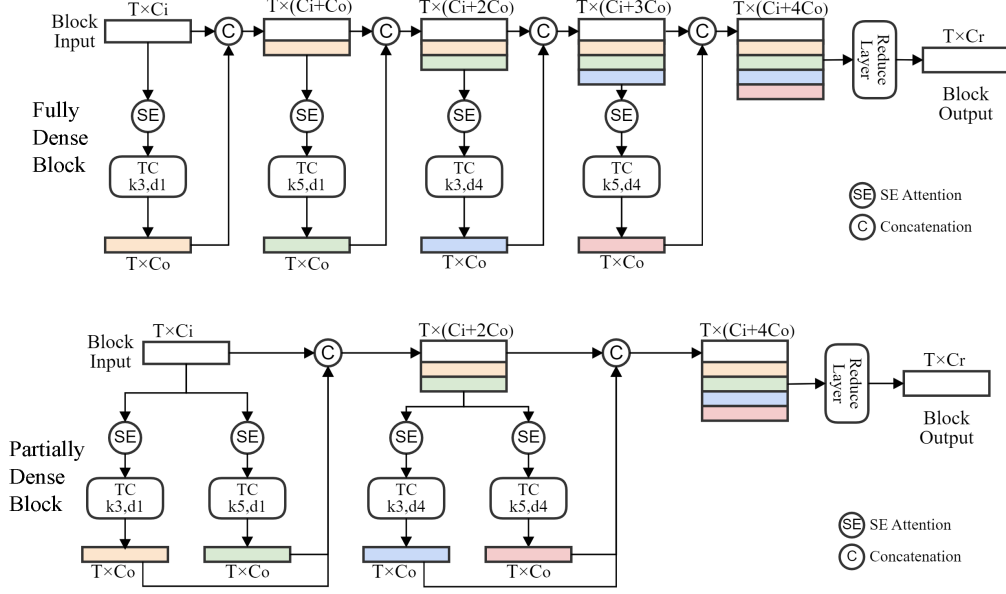 T×Ci
T×(Ci+Co)
T×(Ci+2Co)
T×(Ci+3Co)
T×(Ci+4Co)
Block
Input
C
C
C
C
Reduce
Layer
T×Cr
Block
Output
Fully
Dense
Block
SE
SE
SE
SE
TC
k3,d1
TC
k5,d1
TC
k3,d4
TC
k5,d4
SE SE Attention
C Concatenation
T×Co
T×Co
T×Co
T×Co
T×Ci
T×(Ci+2Co)
T×(Ci+4Co)
Block
Input
C
C
Reduce
Layer
T×Cr
Block
Output
Partially
Dense
Block
SE
SE
SE
SE
TC
k3,d1
TC
k5,d1
TC
k3,d4
TC
k5,d4
SE SE Attention
C Concatenation
T×Co
T×Co
T×Co
T×Co